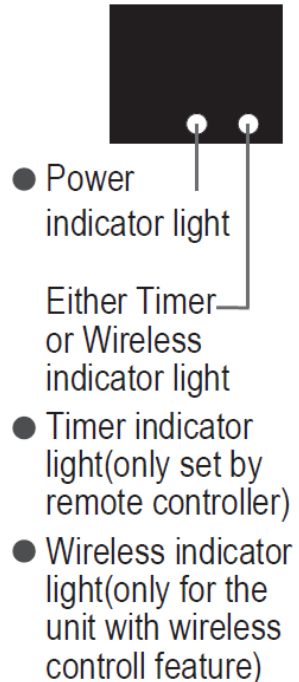 ● Power
indicator light
Either Timer
or Wireless
indicator light
● Timer indicator
light(only set by
remote controller)
● Wireless indicator
light(only for the
unit with wireless
controll feature)